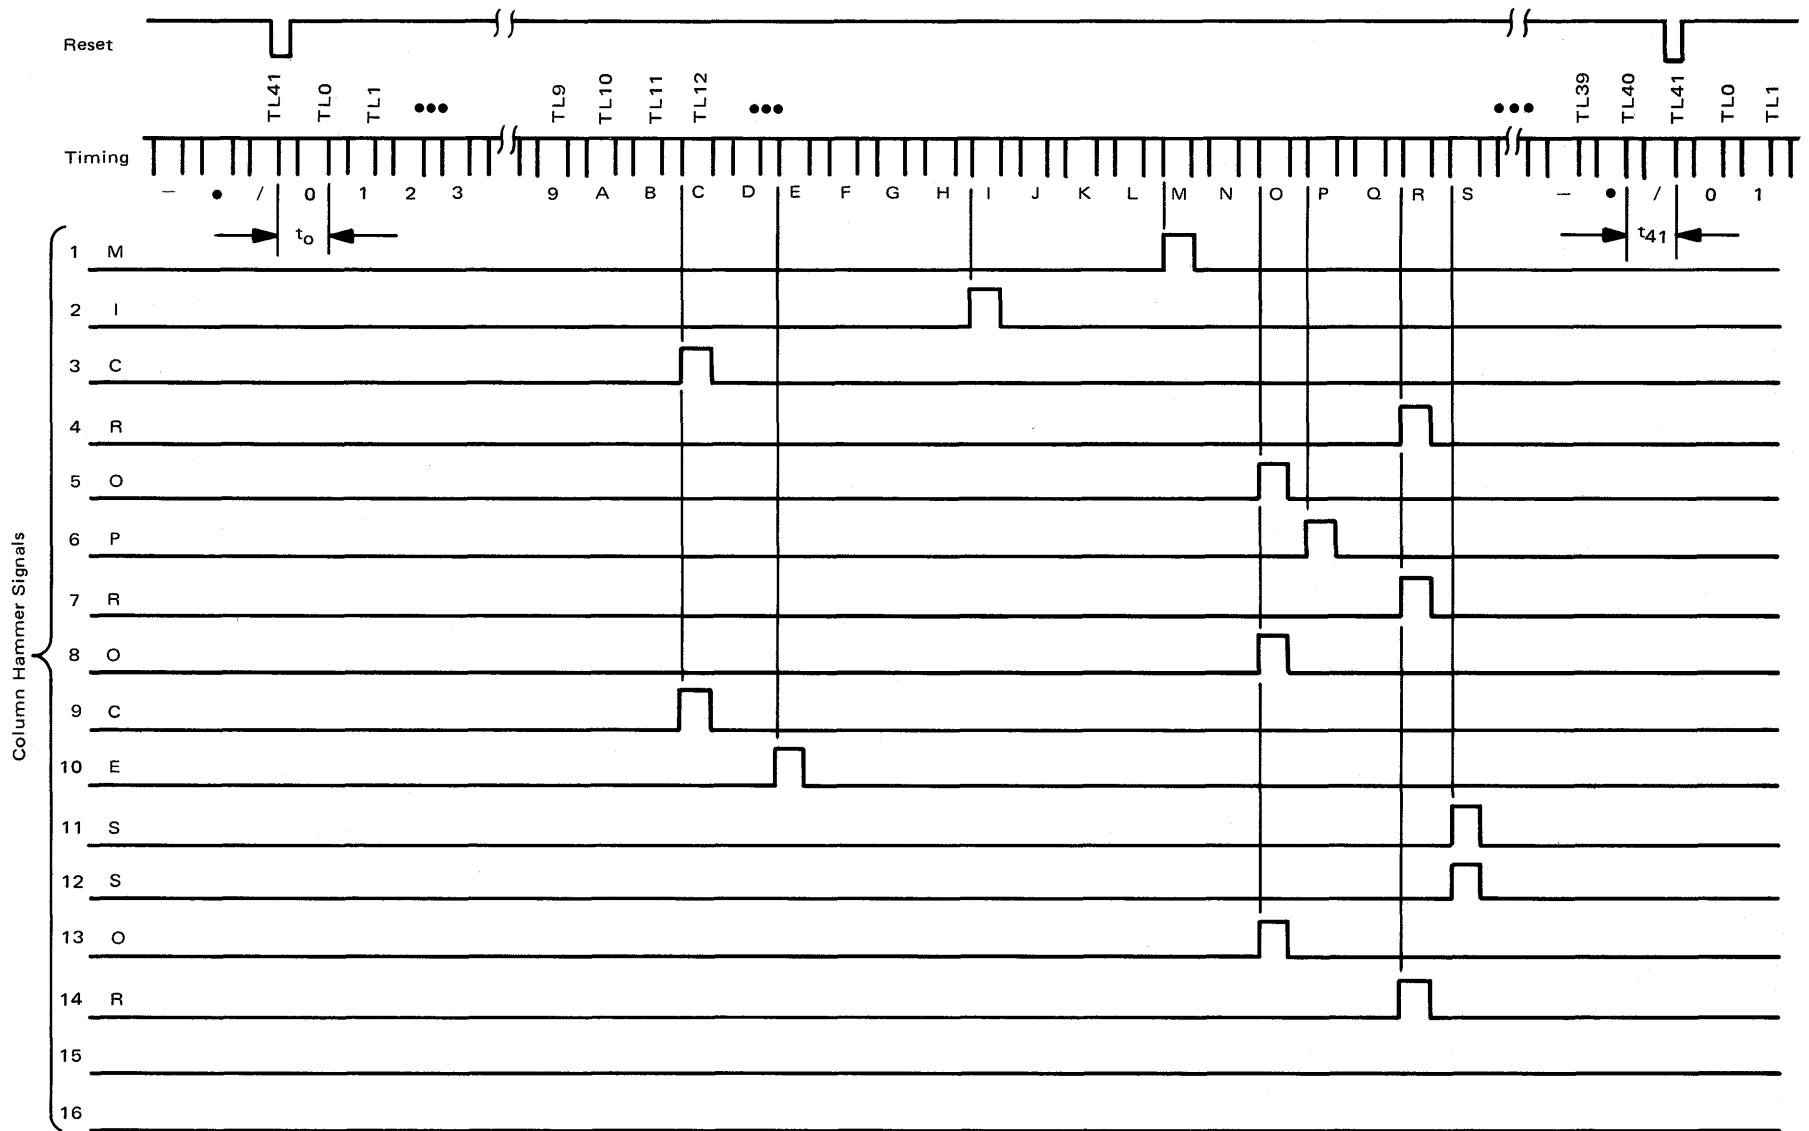 Reset
TL41 TL0 TL1 ••• TL9 TL10 TL11 TL12 ••• ••• TL39 TL40 TL41 TL0 TL1
Timing
– • / 0 1 2 3 9 A B C D E F G H I J K L M N O P Q R S – • / 0 1
t0 t41
Column Hammer Signals
1 M
2 I
3 C
4 R
5 O
6 P
7 R
8 O
9 C
10 E
11 S
12 S
13 O
14 R
15
16